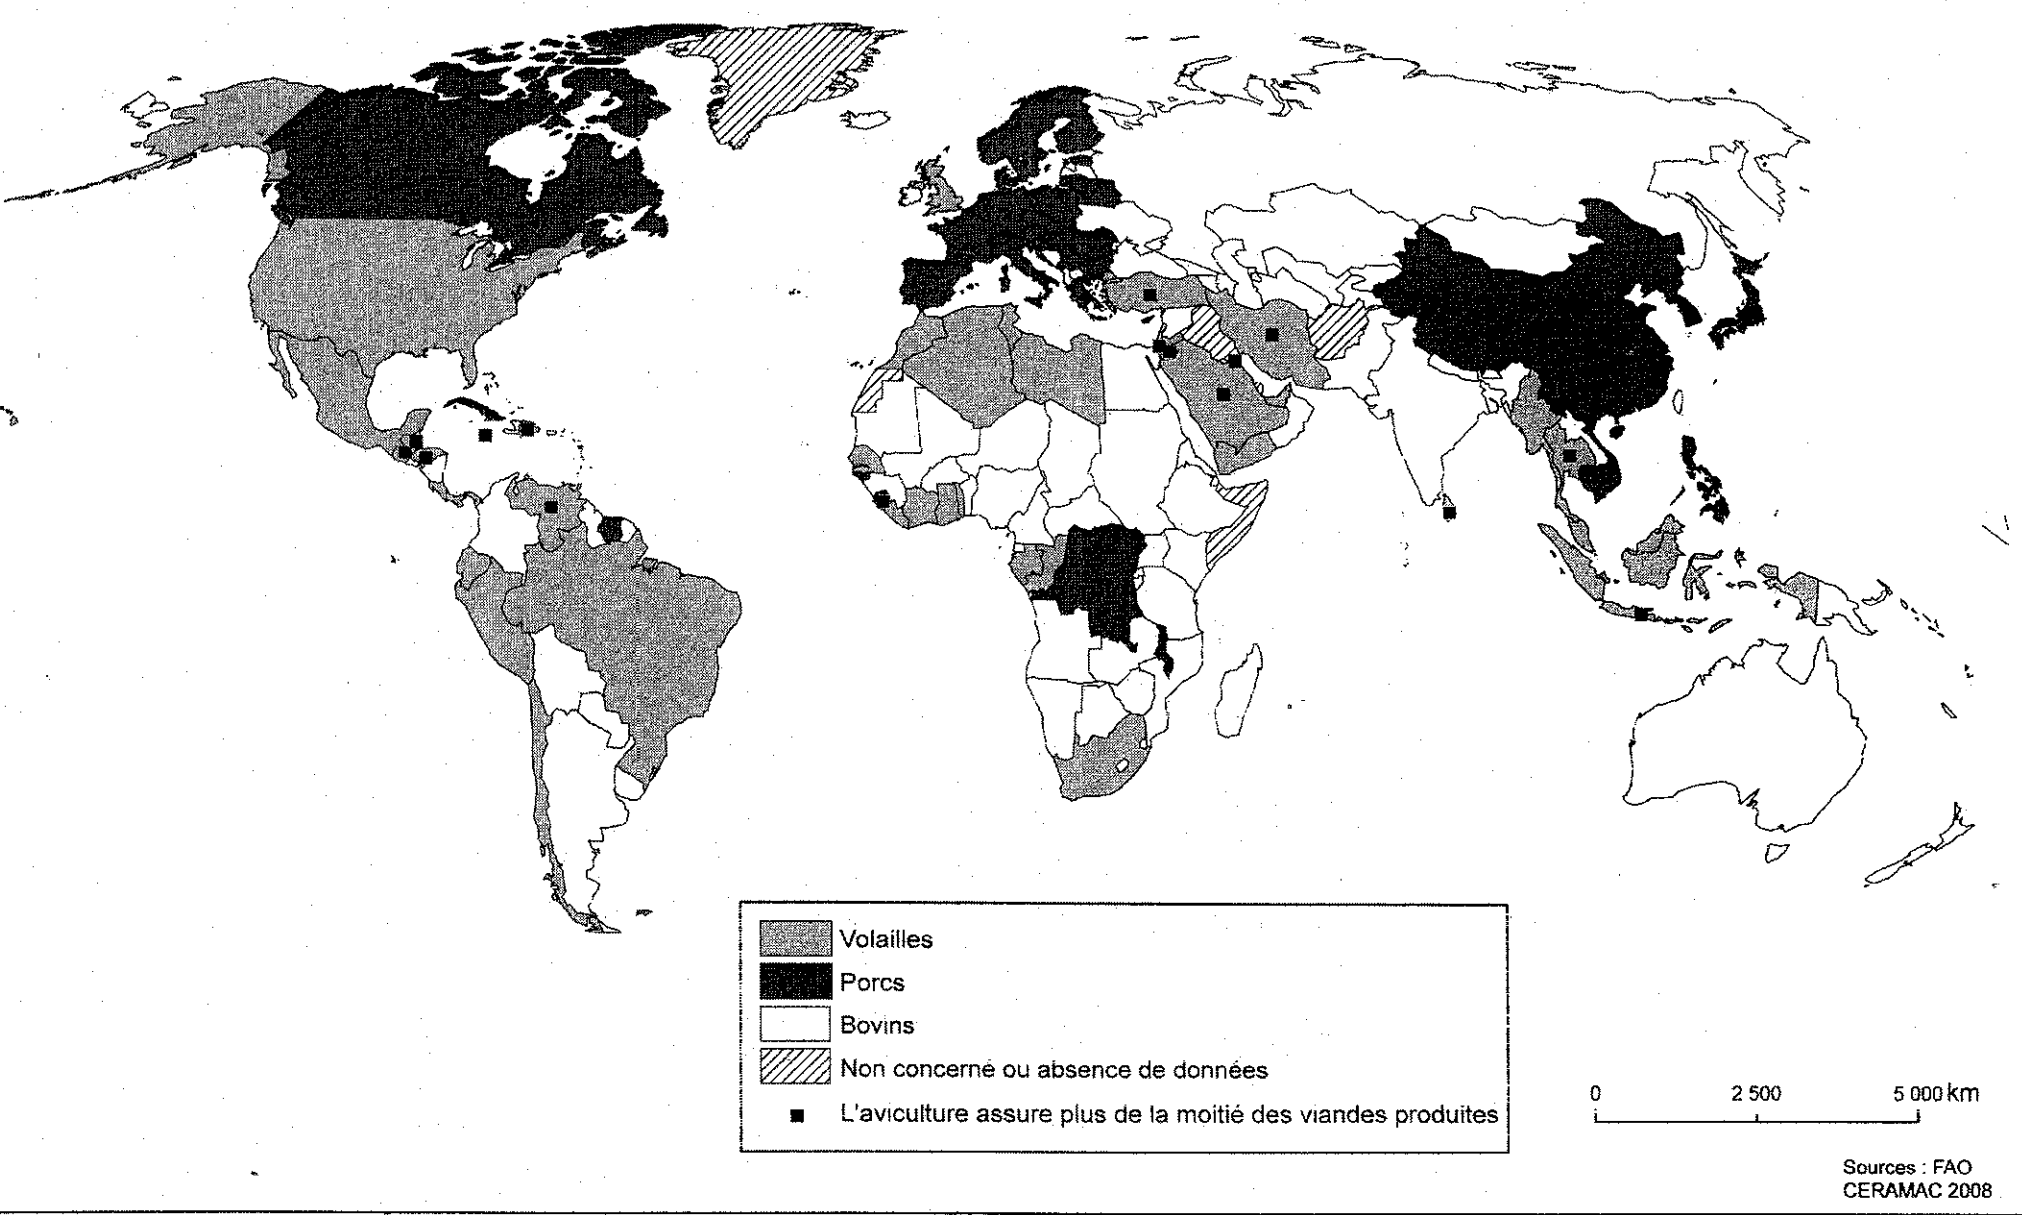 Volailles
Porcs
Bovins
Non concerné ou absence de données
L'aviculture assure plus de la moitié des viandes produites
0 2 500 5 000 km
Sources : FAO
CERAMAC 2008